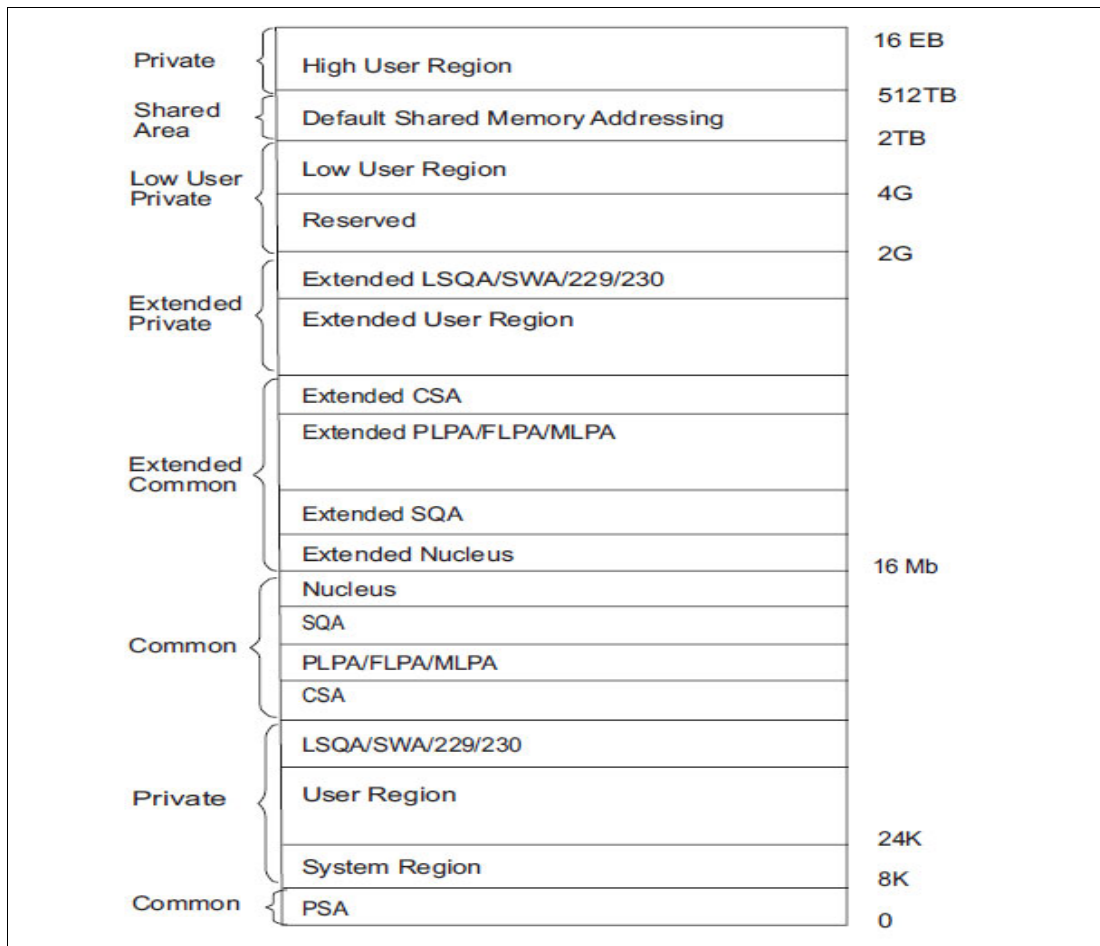 16 EB
Private
High User Region
512TB
Shared
Area
Default Shared Memory Addressing
2TB
Low User
Private
Low User Region
4G
Reserved
2G
Extended LSQA/SWA/229/230
Extended
Private
Extended User Region
Extended CSA
Extended PLPA/FLPA/MLPA
Extended
Common
Extended SQA
Extended Nucleus
16 Mb
Nucleus
SQA
Common
PLPA/FLPA/MLPA
CSA
LSQA/SWA/229/230
Private
User Region
24K
System Region
8K
Common
PSA
0